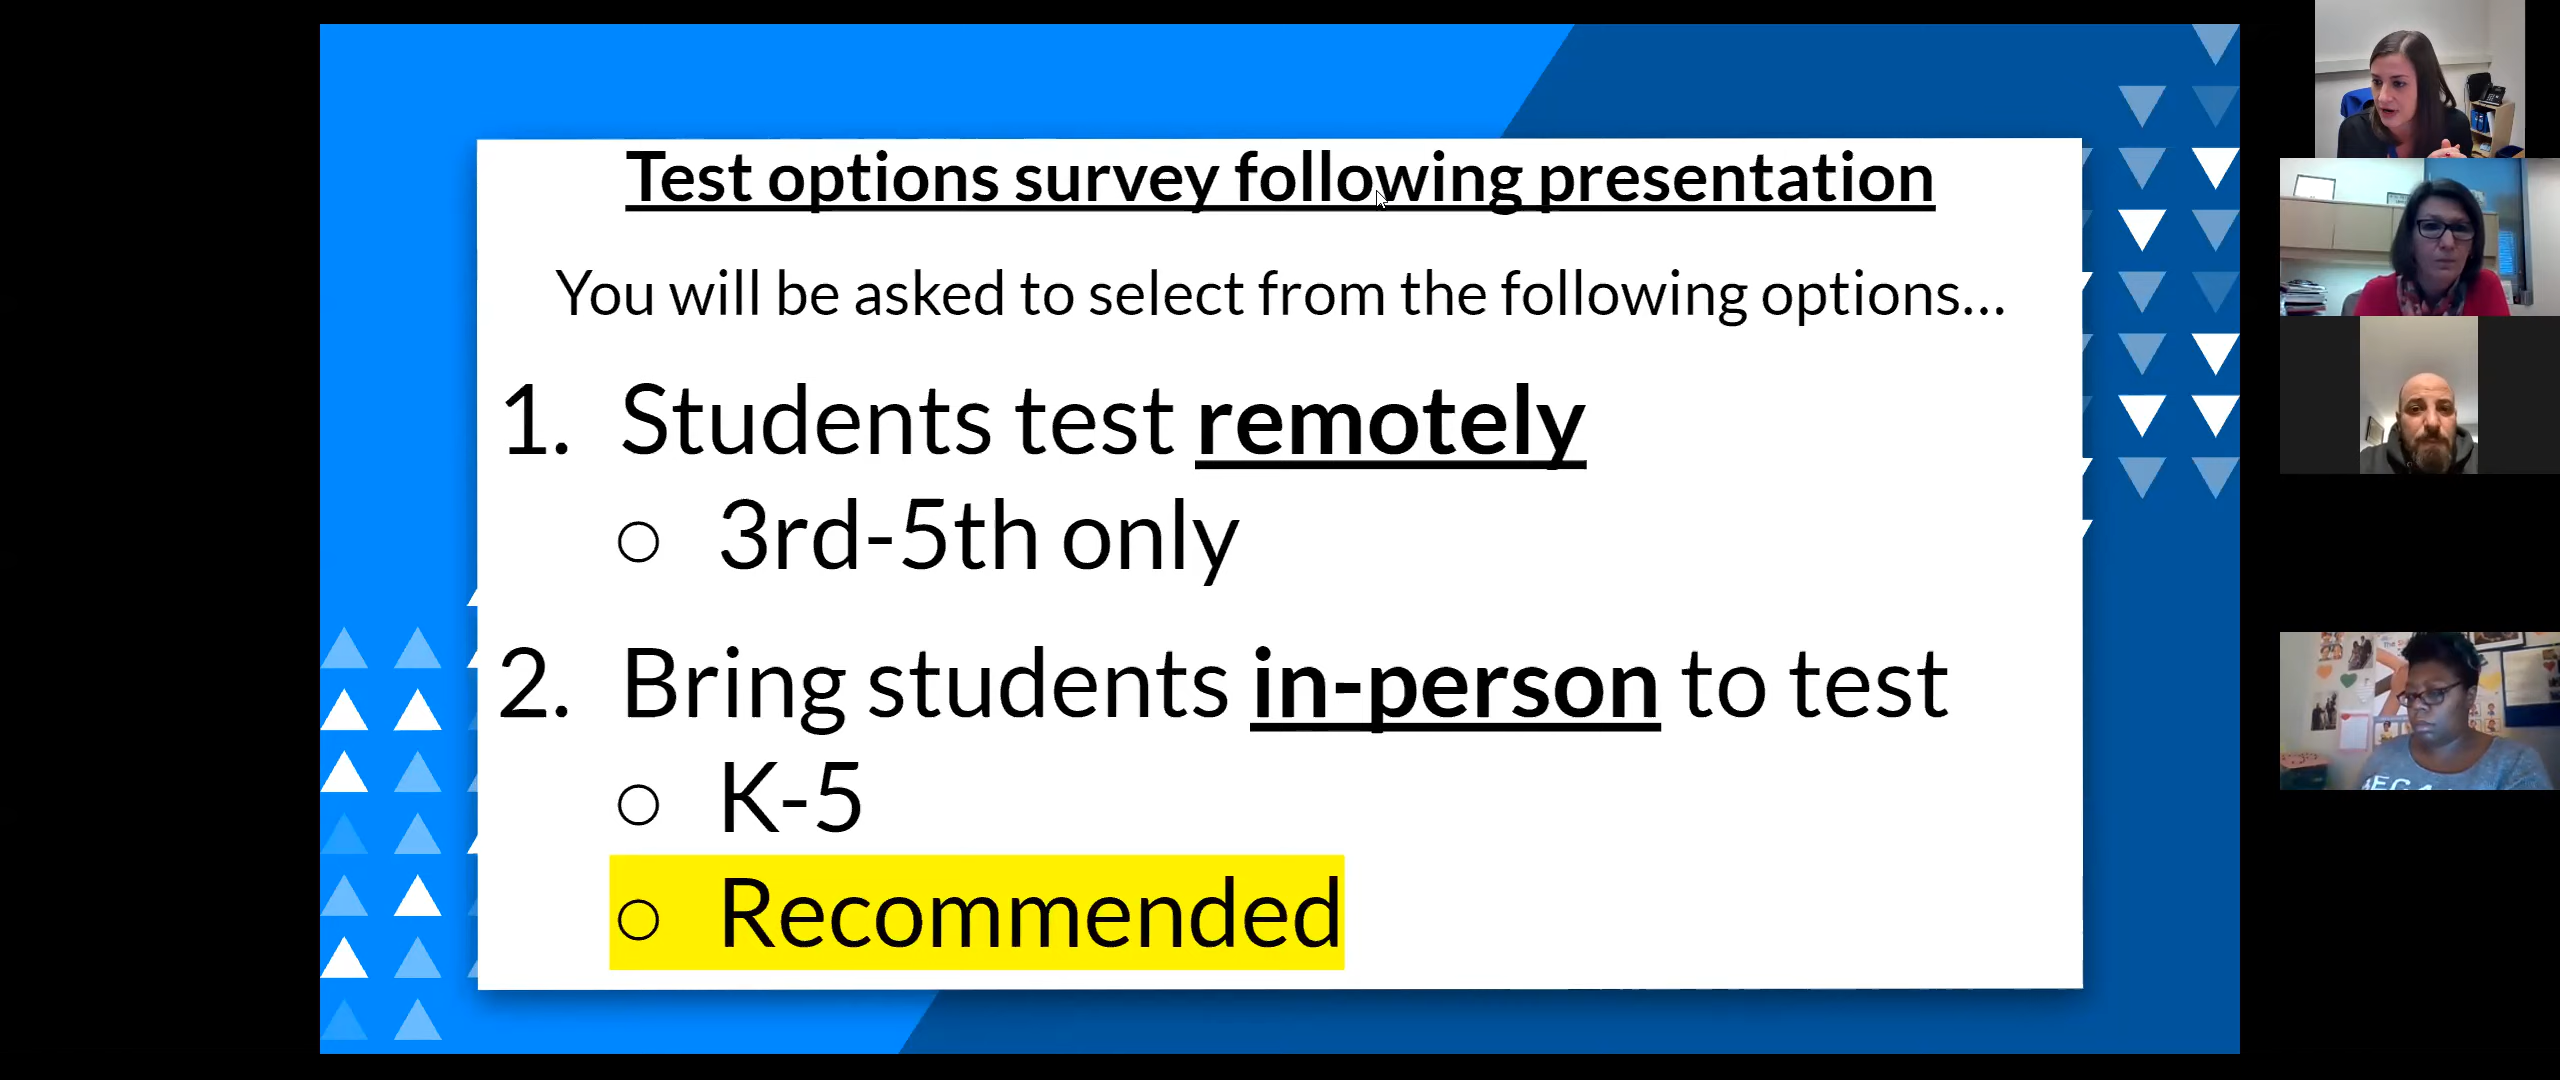 Test options survey following presentation
You will be asked to select from the following options...
1. Students test remotely
○ 3rd-5th only
2. Bring students in-person to test
○ K-5
○ Recommended